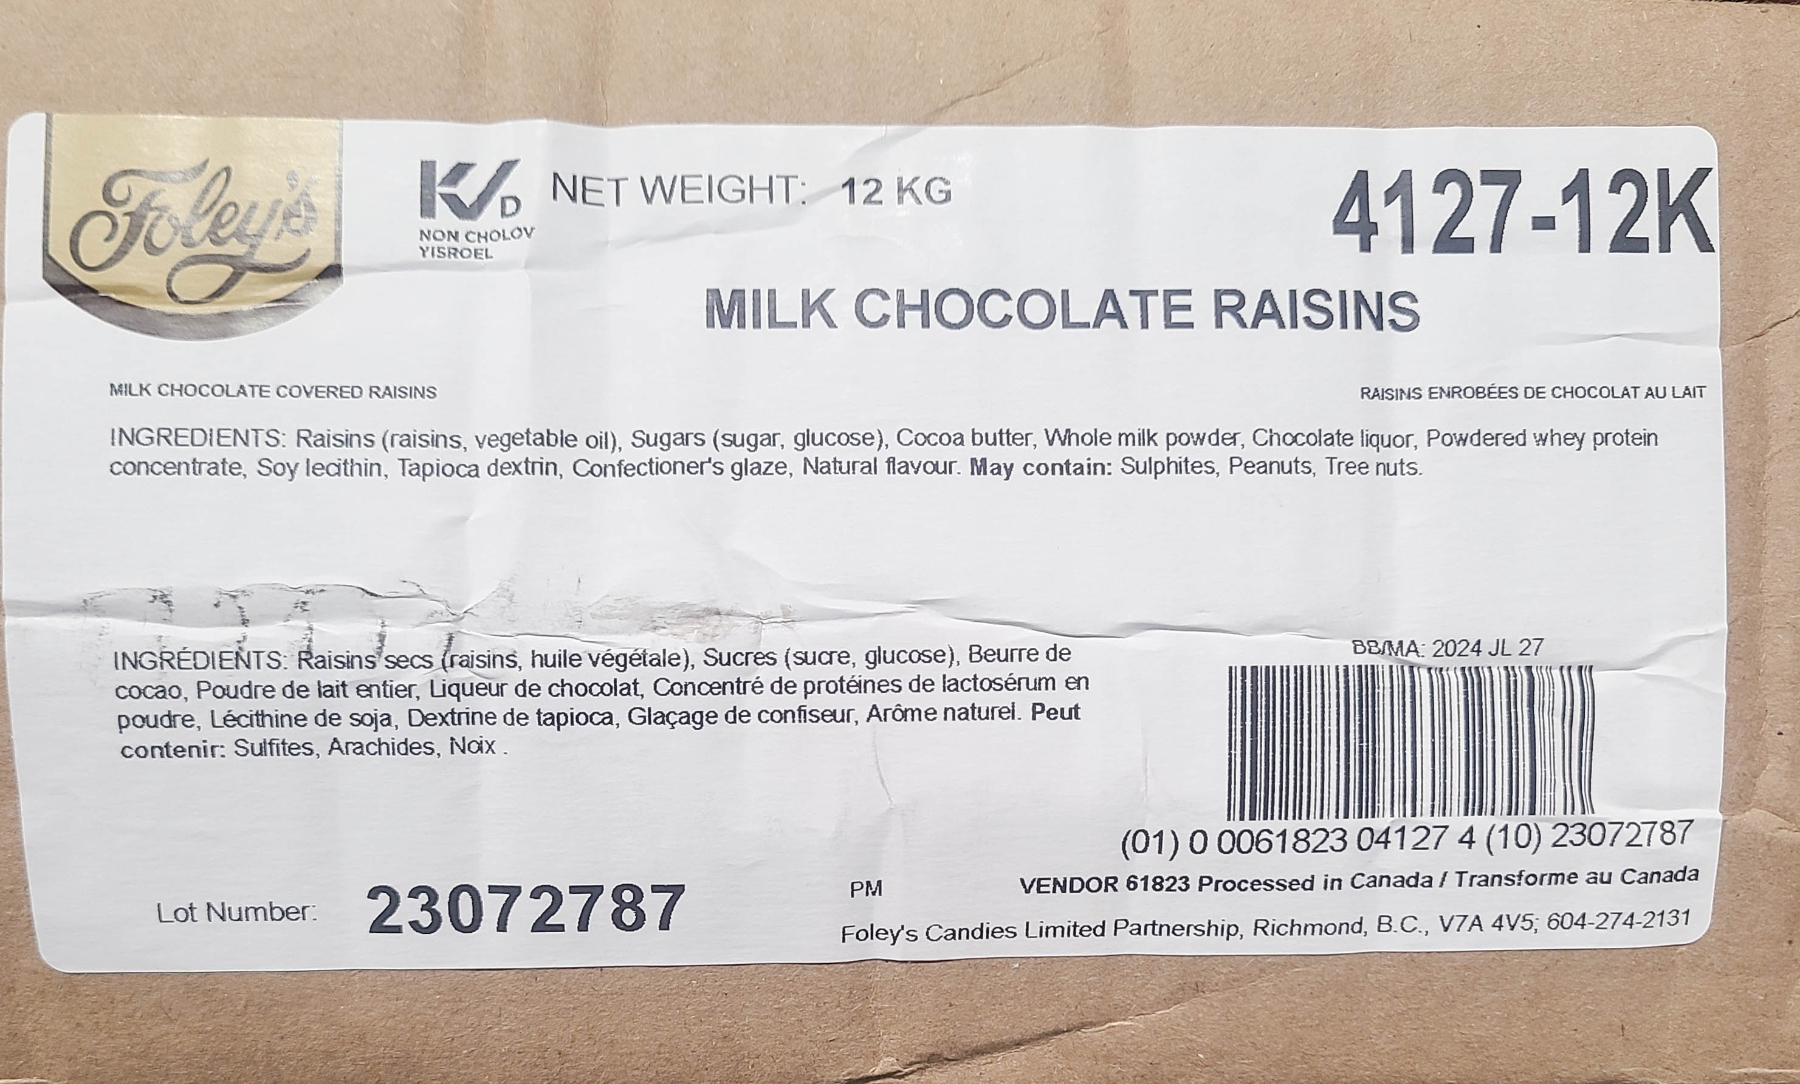 Foley's
KD
NON CHOLOV
YISROEL
NET WEIGHT: 12 KG
4127-12K
MILK CHOCOLATE RAISINS
MILK CHOCOLATE COVERED RAISINS
RAISINS ENROBÉES DE CHOCOLAT AU LAIT
INGREDIENTS: Raisins (raisins, vegetable oil), Sugars (sugar, glucose), Cocoa butter, Whole milk powder, Chocolate liquor, Powdered whey protein
concentrate, Soy lecithin, Tapioca dextrin, Confectioner's glaze, Natural flavour. May contain: Sulphites, Peanuts, Tree nuts.
INGRÉDIENTS: Raisins secs (raisins, huile végétale), Sucres (sucre, glucose), Beurre de
cocao, Poudre de lait entier, Liqueur de chocolat, Concentré de protéines de lactosérum en
poudre, Lécithine de soja, Dextrine de tapioca, Glaçage de confiseur, Arôme naturel. Peut
contenir: Sulfites, Arachides, Noix .
BB/MA: 2024 JL 27
(01) 0 0061823 04127 4 (10) 23072787
Lot Number: 23072787
PM
VENDOR 61823 Processed in Canada / Transforme au Canada
Foley's Candies Limited Partnership, Richmond, B.C., V7A 4V5; 604-274-2131